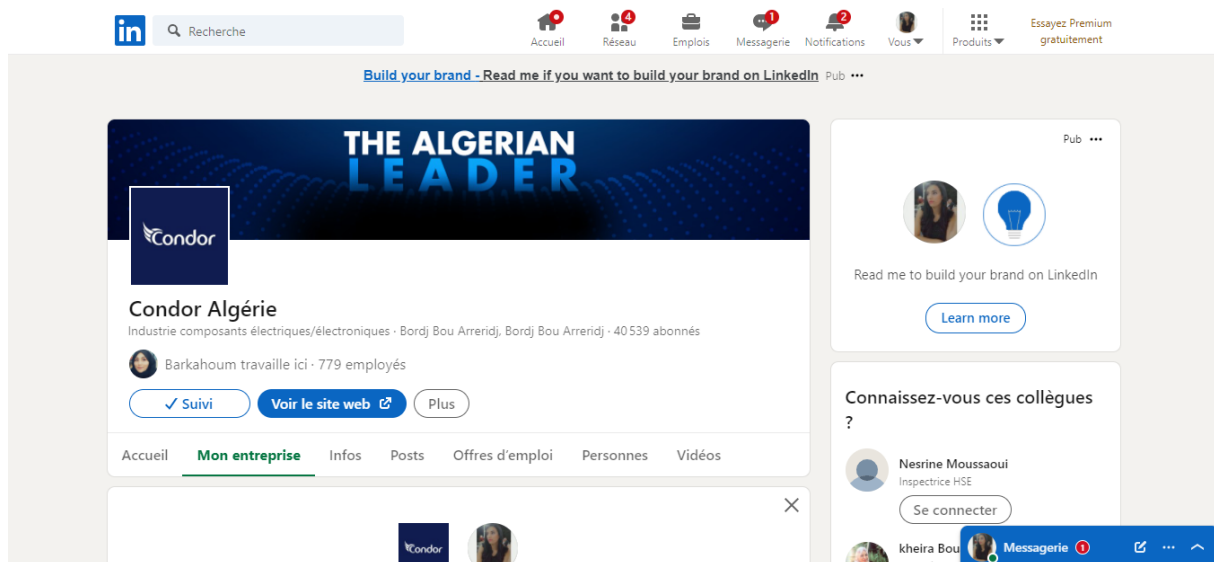 in
Recherche
4
1
2
Accueil
Réseau
Emplois
Messagerie
Notifications
Vous
Produits
Essayez Premium
gratuitement
Build your brand - Read me if you want to build your brand on LinkedIn Pub •••
THE ALGERIAN
LEADER
Condor
Condor Algérie
Industrie composants électriques/électroniques · Bordj Bou Arreridj, Bordj Bou Arreridj · 40 539 abonnés
Barkahoum travaille ici · 779 employés
Suivi
Voir le site web
Plus
Accueil
Mon entreprise
Infos
Posts
Offres d'emploi
Personnes
Vidéos
Condor
Pub •••
Read me to build your brand on LinkedIn
Learn more
Connaissez-vous ces collègues
?
Nesrine Moussaoui
Inspectrice HSE
Se connecter
kheira Bou
Messagerie 1